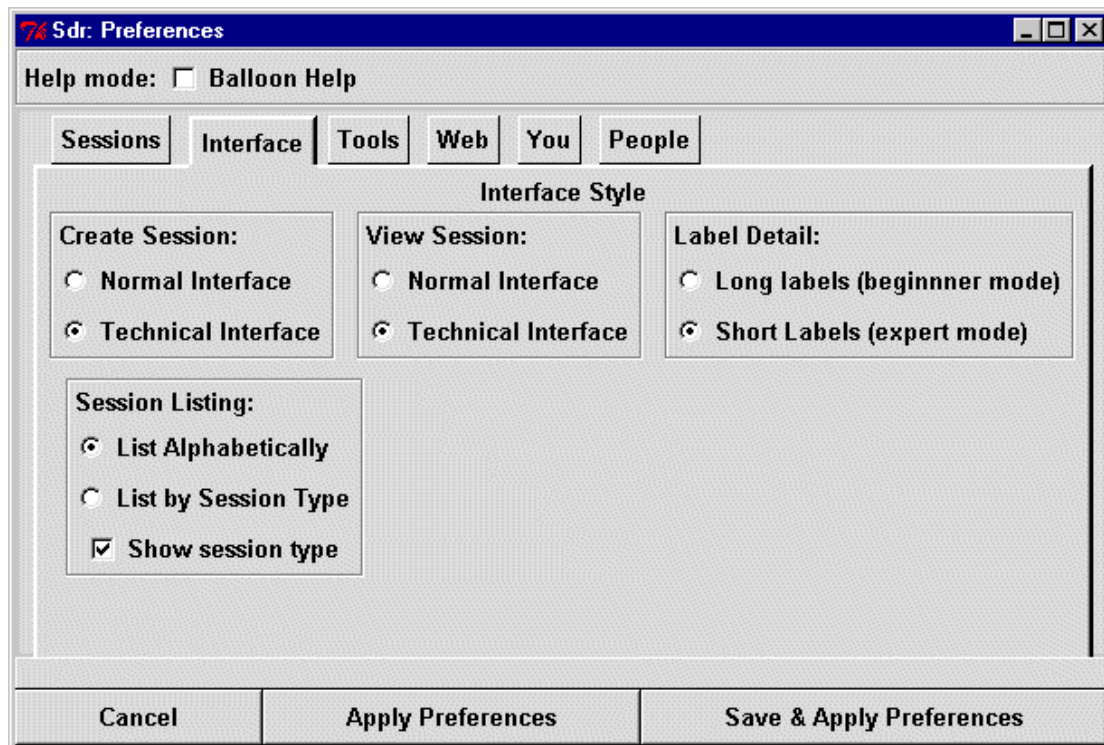 Sdr: Preferences
Help mode: Balloon Help
Sessions Interface Tools Web You People
Interface Style
Create Session:
Normal Interface
Technical Interface
View Session:
Normal Interface
Technical Interface
Label Detail:
Long labels (beginnner mode)
Short Labels (expert mode)
Session Listing:
List Alphabetically
List by Session Type
Show session type
Cancel Apply Preferences Save & Apply Preferences